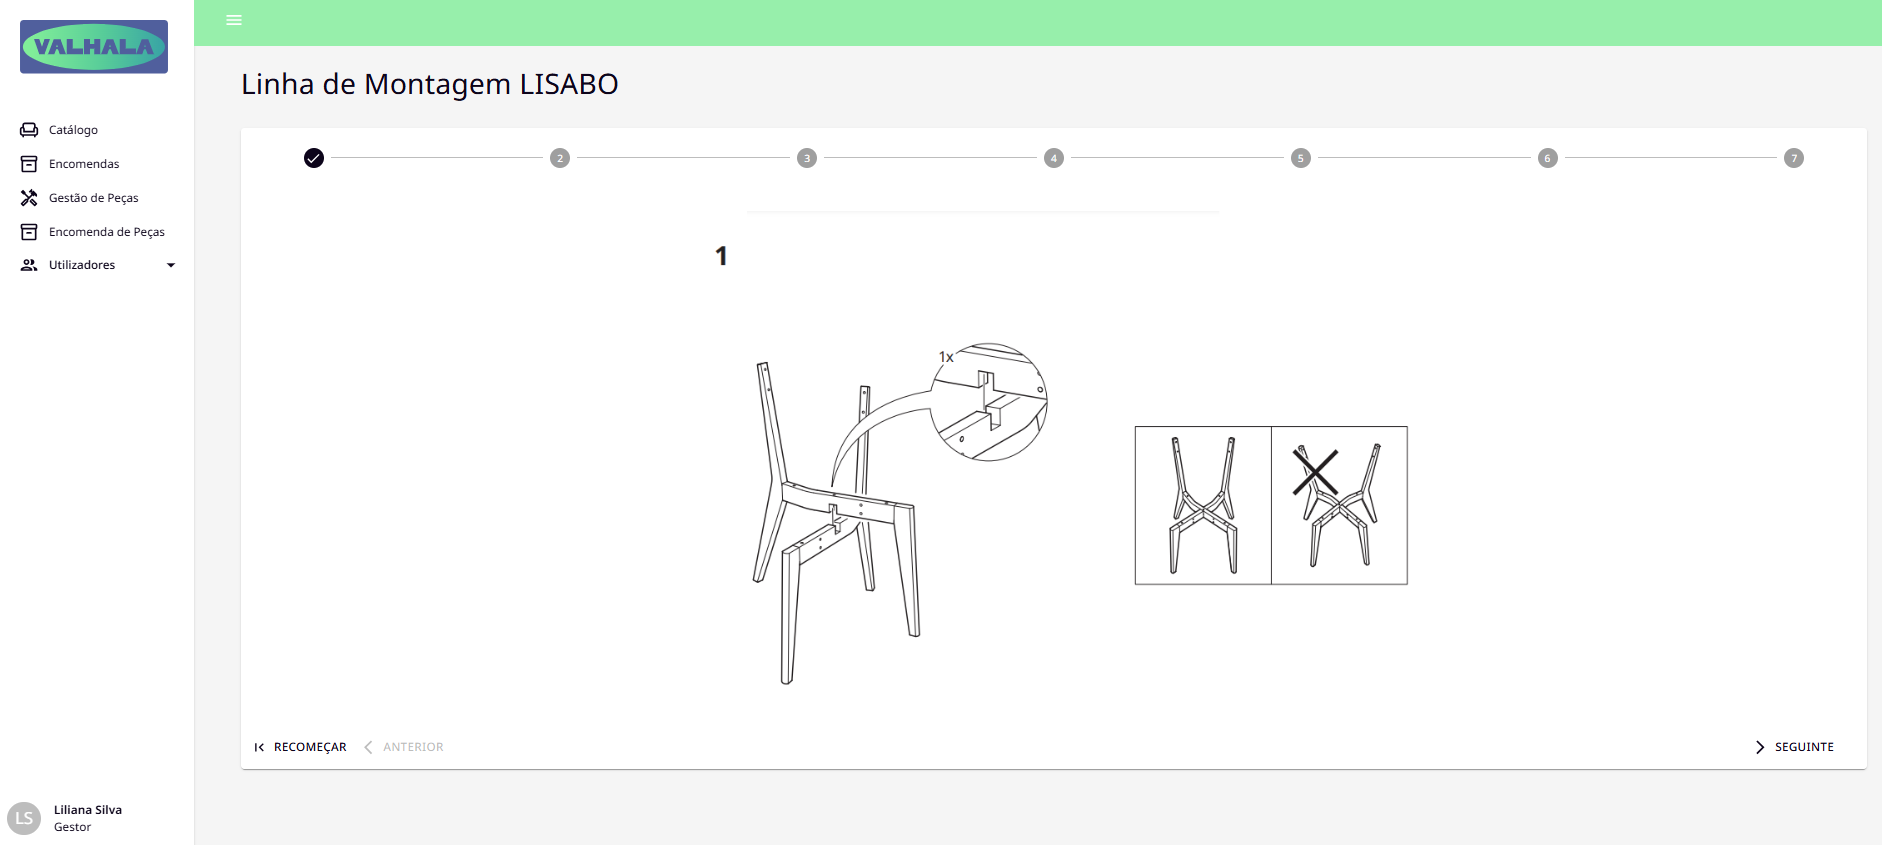 VALHALA
Catálogo
Encomendas
Gestão de Peças
Encomenda de Peças
Utilizadores
LS
Liliana Silva
Gestor
Linha de Montagem LISABO
2
3
4
5
6
7
1
1x
RECOMEÇAR
ANTERIOR
SEGUINTE